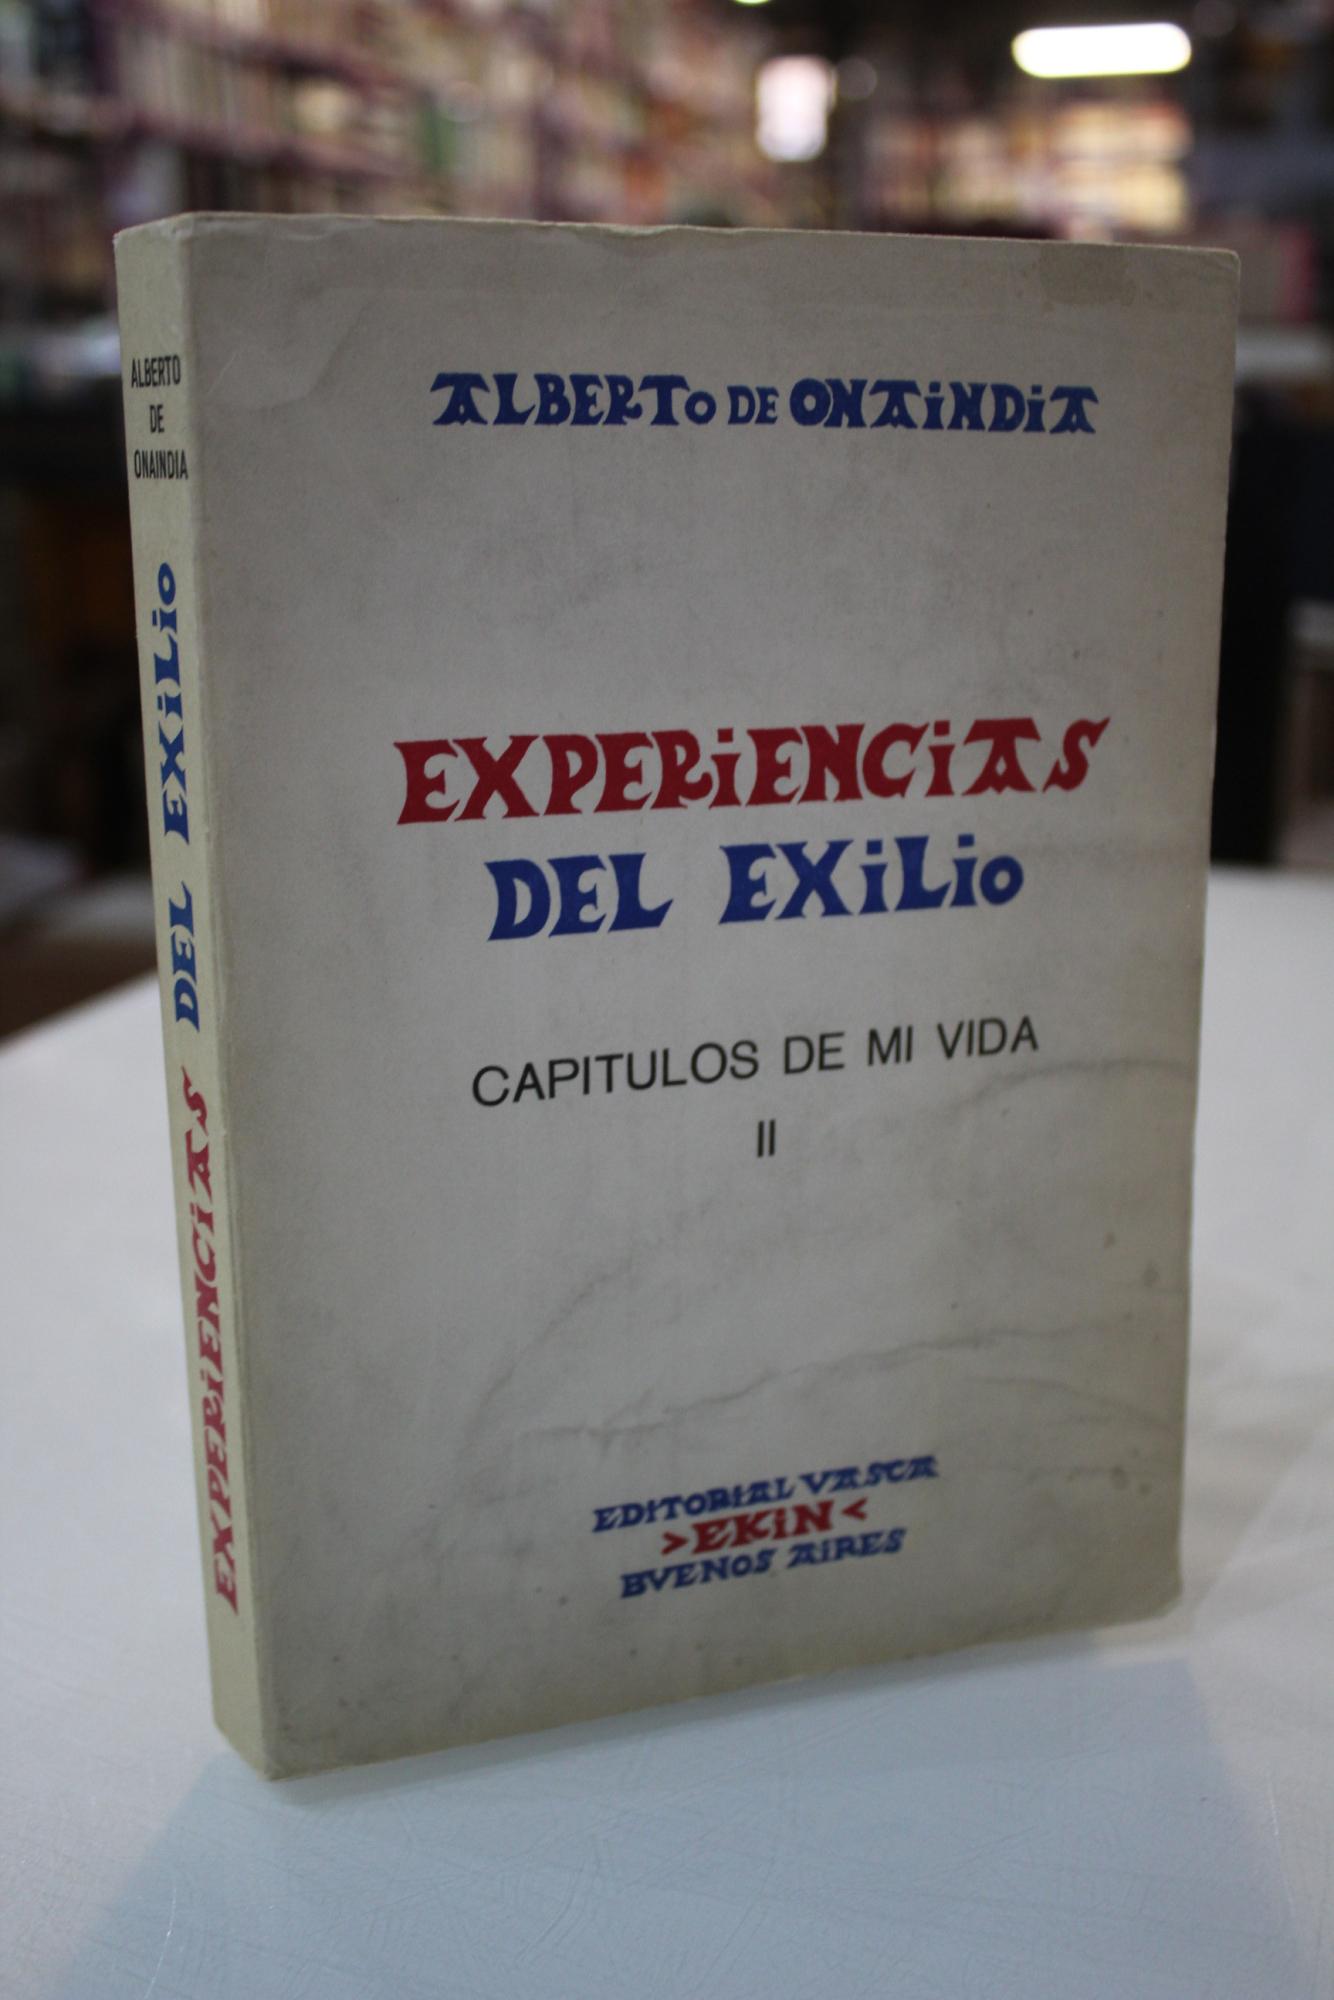 ALBERTO
DE
ONAINDIA
EXPERIENCIAS DEL EXILIO
ALBERTO DE ONAINDIA
EXPERIENCIAS
DEL EXILIO
CAPITULOS DE MI VIDA
II
EDITORIAL VASCA
>EKIN<
BVENOS AIRES